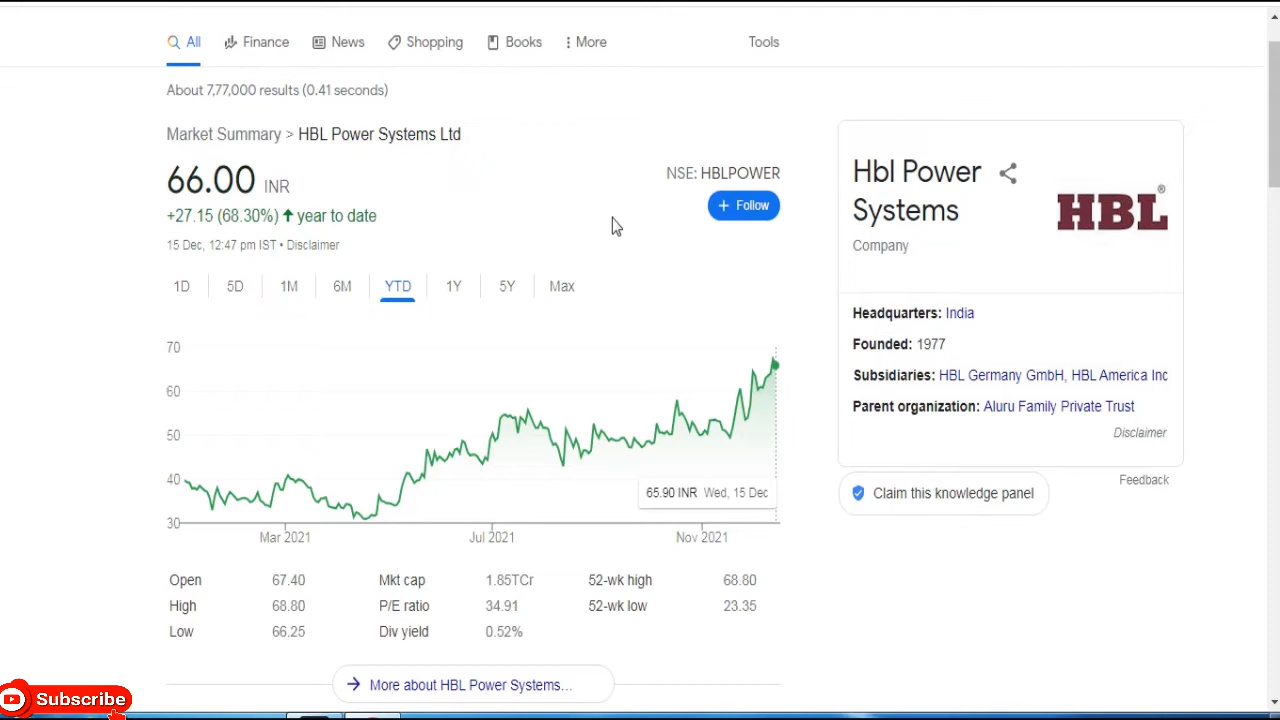 All Finance News Shopping Books More Tools
About 7,77,000 results (0.41 seconds)
Market Summary > HBL Power Systems Ltd
66.00 INR
+27.15 (68.30%) year to date
15 Dec, 12:47 pm IST • Disclaimer
NSE: HBLPOWER
+ Follow
1D 5D 1M 6M YTD 1Y 5Y Max
70
60
50
40
30
65.90 INR Wed, 15 Dec
Mar 2021 Jul 2021 Nov 2021
Open 67.40 Mkt cap 1.85TCr 52-wk high 68.80
High 68.80 P/E ratio 34.91 52-wk low 23.35
Low 66.25 Div yield 0.52%
More about HBL Power Systems...
Hbl Power
Systems
Company
HBL®
Headquarters: India
Founded: 1977
Subsidiaries: HBL Germany GmbH, HBL America Inc
Parent organization: Aluru Family Private Trust
Disclaimer
Feedback
Claim this knowledge panel
Subscribe